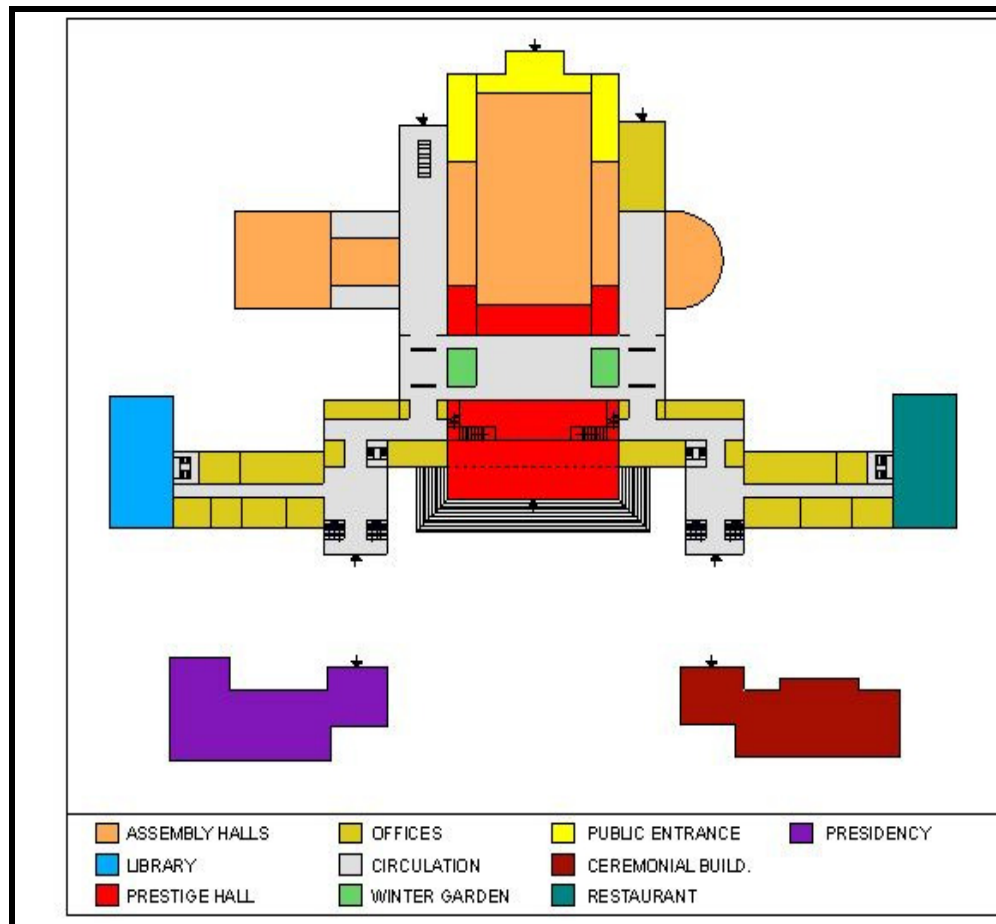 ASSEMBLY HALLS
OFFICES
PUBLIC ENTRANCE
PRESIDENCY
LIBRARY
CIRCULATION
CEREMONIAL BUILD.
PRESTIGE HALL
WINTER GARDEN
RESTAURANT